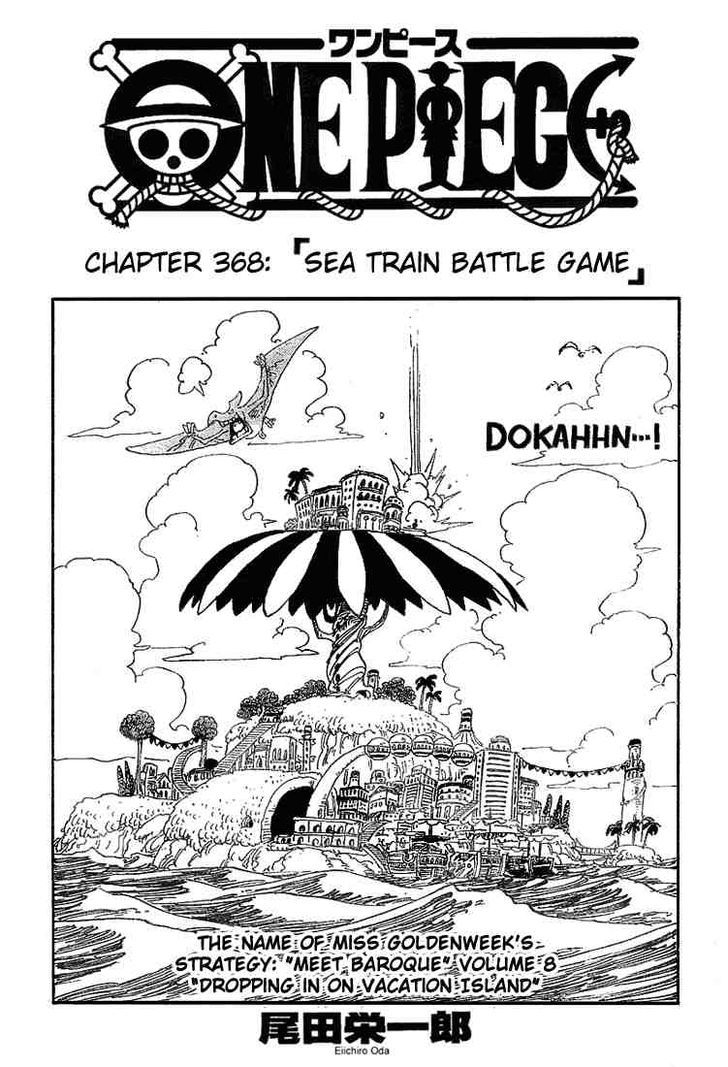 ワンピース
ONE PIECE
CHAPTER 368: 「SEA TRAIN BATTLE GAME」
DOKAHHN…!
THE NAME OF MISS GOLDENWEEK'S
STRATEGY: "MEET BAROQUE" VOLUME 8
"DROPPING IN ON VACATION ISLAND"
尾田栄一郎
Eiichiro Oda